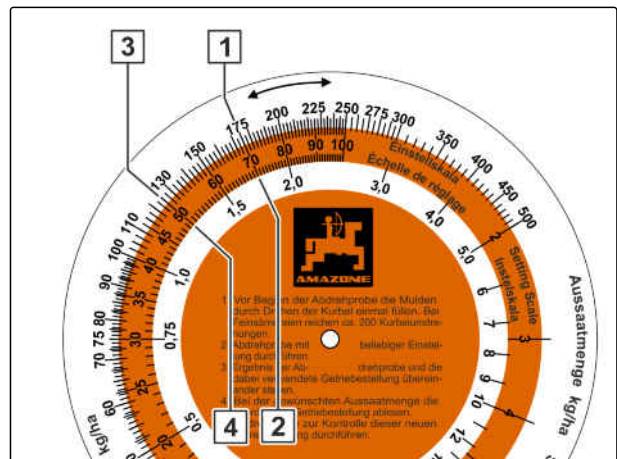 3
1
60 70 75 80 90 100 110 130 150 175 200 225 250 275 300 350 400 450 500
kg/ha
Aussaatmenge kg/ha
20 25 30 35 40 45 50 60 70 80 90 100
Einstellskala
Échelle de réglage
Setting Scale
Instelskala
2 3 4
0,5 0,75 1,0 1,5 2,0 3,0 4,0 5,0 6 7 8 9 10 12
AMAZONE
1 Vor Beginn der Abdrehprobe die Mulden
durch Drehen der Kurbel einmal füllen. Bei
Feinsämereien reichen ca. 200 Kurbelumdre-
hungen.
2 Abdrehprobe mit beliebiger Einstel-
lung durchführen
3 Ergebnis der Ab- drehprobe und die
dabei verwendete Getriebestellung überein-
ander stellen.
4 Bei der gewünschten Aussaatmenge die
Getriebestellung ablesen.
zur Kontrolle dieser neuen
durchführen.
4
2